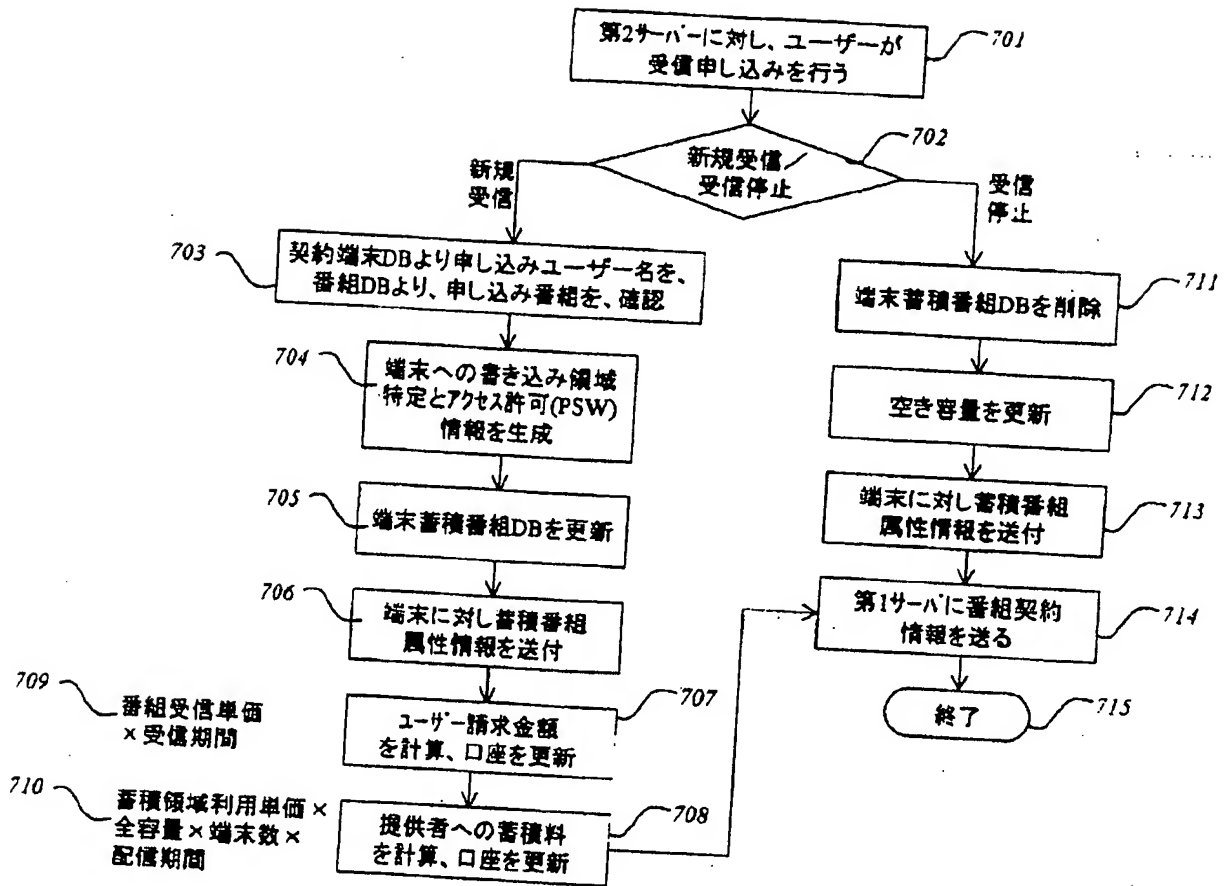 第2サーバーに対し、ユーザーが
受信申し込みを行う
701
新規受信／
受信停止
702
新規
受信
受信
停止
703
契約端末DBより申し込みユーザー名を、
番組DBより、申し込み番組を、確認
704
端末への書き込み領域
特定とアクセス許可(PSW)
情報を生成
705
端末蓄積番組DBを更新
706
端末に対し蓄積番組
属性情報を送付
709
番組受信単価
×受信期間
ユーザー請求金額
を計算、口座を更新
707
710
蓄積領域利用単価×
全容量×端末数×
配信期間
提供者への蓄積料
を計算、口座を更新
708
端末蓄積番組DBを削除
711
空き容量を更新
712
端末に対し蓄積番組
属性情報を送付
713
第1サーバに番組契約
情報を送る
714
終了
715